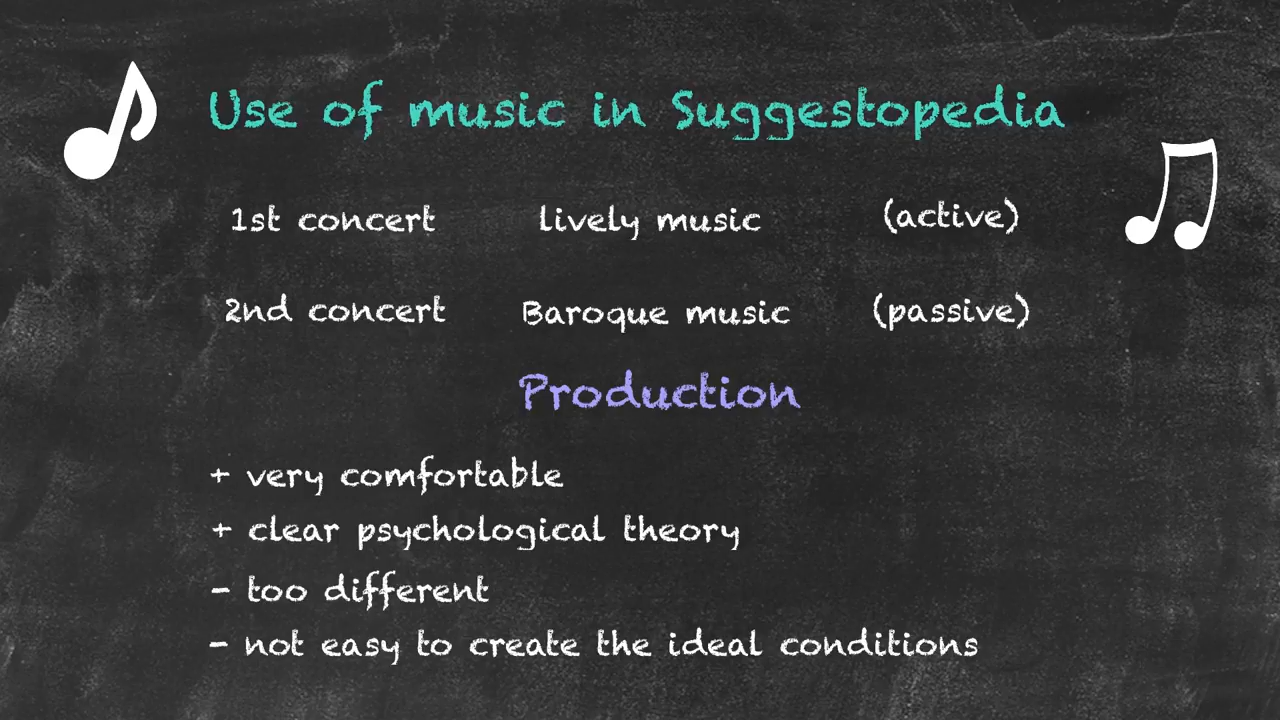 Use of music in Suggestopedia
1st concert lively music (active)
2nd concert Baroque music (passive)
Production
+ very comfortable
+ clear psychological theory
- too different
- not easy to create the ideal conditions